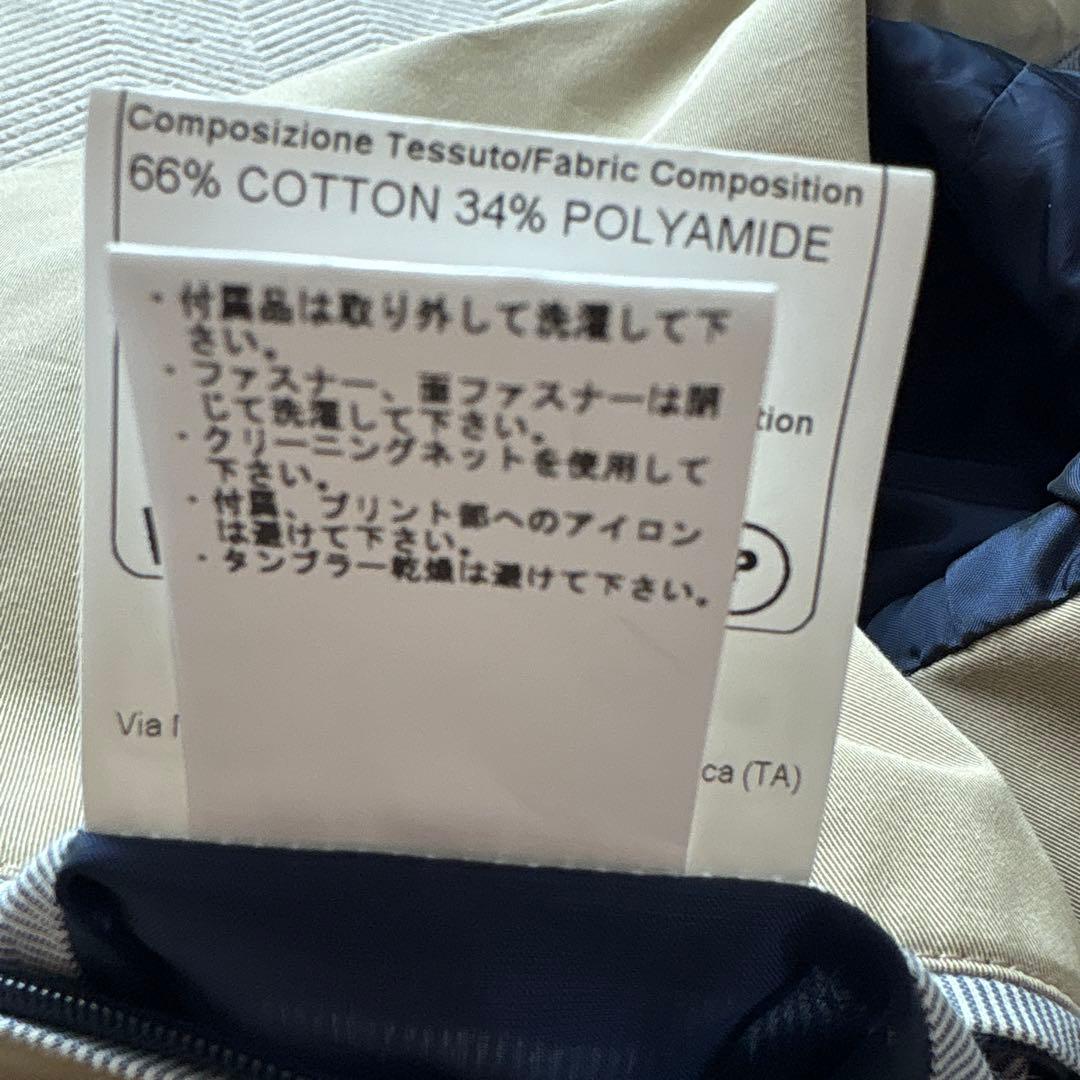 Composizione Tessuto/Fabric Composition
66% COTTON 34% POLYAMIDE
・付属品は取り外して洗濯して下
さい。
・ファスナー、面ファスナーは閉
じて洗濯して下さい。
・クリーニングネットを使用して
下さい。
・付属、プリント部へのアイロン
は避けて下さい。
・タンブラー乾燥は避けて下さい。
tion
P
Via
ca (TA)